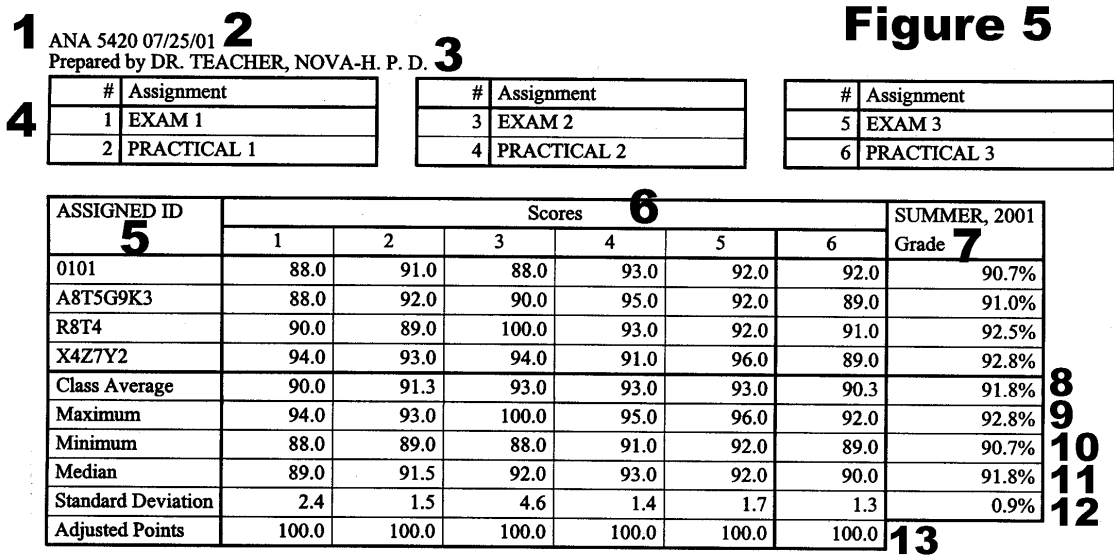 Figure 5
1 ANA 5420 07/25/01 2
Prepared by DR. TEACHER, NOVA-H. P. D. 3
4
# Assignment # Assignment # Assignment
1 EXAM 1 3 EXAM 2 5 EXAM 3
2 PRACTICAL 1 4 PRACTICAL 2 6 PRACTICAL 3
ASSIGNED ID Scores 6 SUMMER, 2001
5 1 2 3 4 5 6 Grade 7
0101 88.0 91.0 88.0 93.0 92.0 92.0 90.7%
A8T5G9K3 88.0 92.0 90.0 95.0 92.0 89.0 91.0%
R8T4 90.0 89.0 100.0 93.0 92.0 91.0 92.5%
X4Z7Y2 94.0 93.0 94.0 91.0 96.0 89.0 92.8%
Class Average 90.0 91.3 93.0 93.0 93.0 90.3 91.8% 8
Maximum 94.0 93.0 100.0 95.0 96.0 92.0 92.8% 9
Minimum 88.0 89.0 88.0 91.0 92.0 89.0 90.7% 10
Median 89.0 91.5 92.0 93.0 92.0 90.0 91.8% 11
Standard Deviation 2.4 1.5 4.6 1.4 1.7 1.3 0.9% 12
Adjusted Points 100.0 100.0 100.0 100.0 100.0 100.0 13